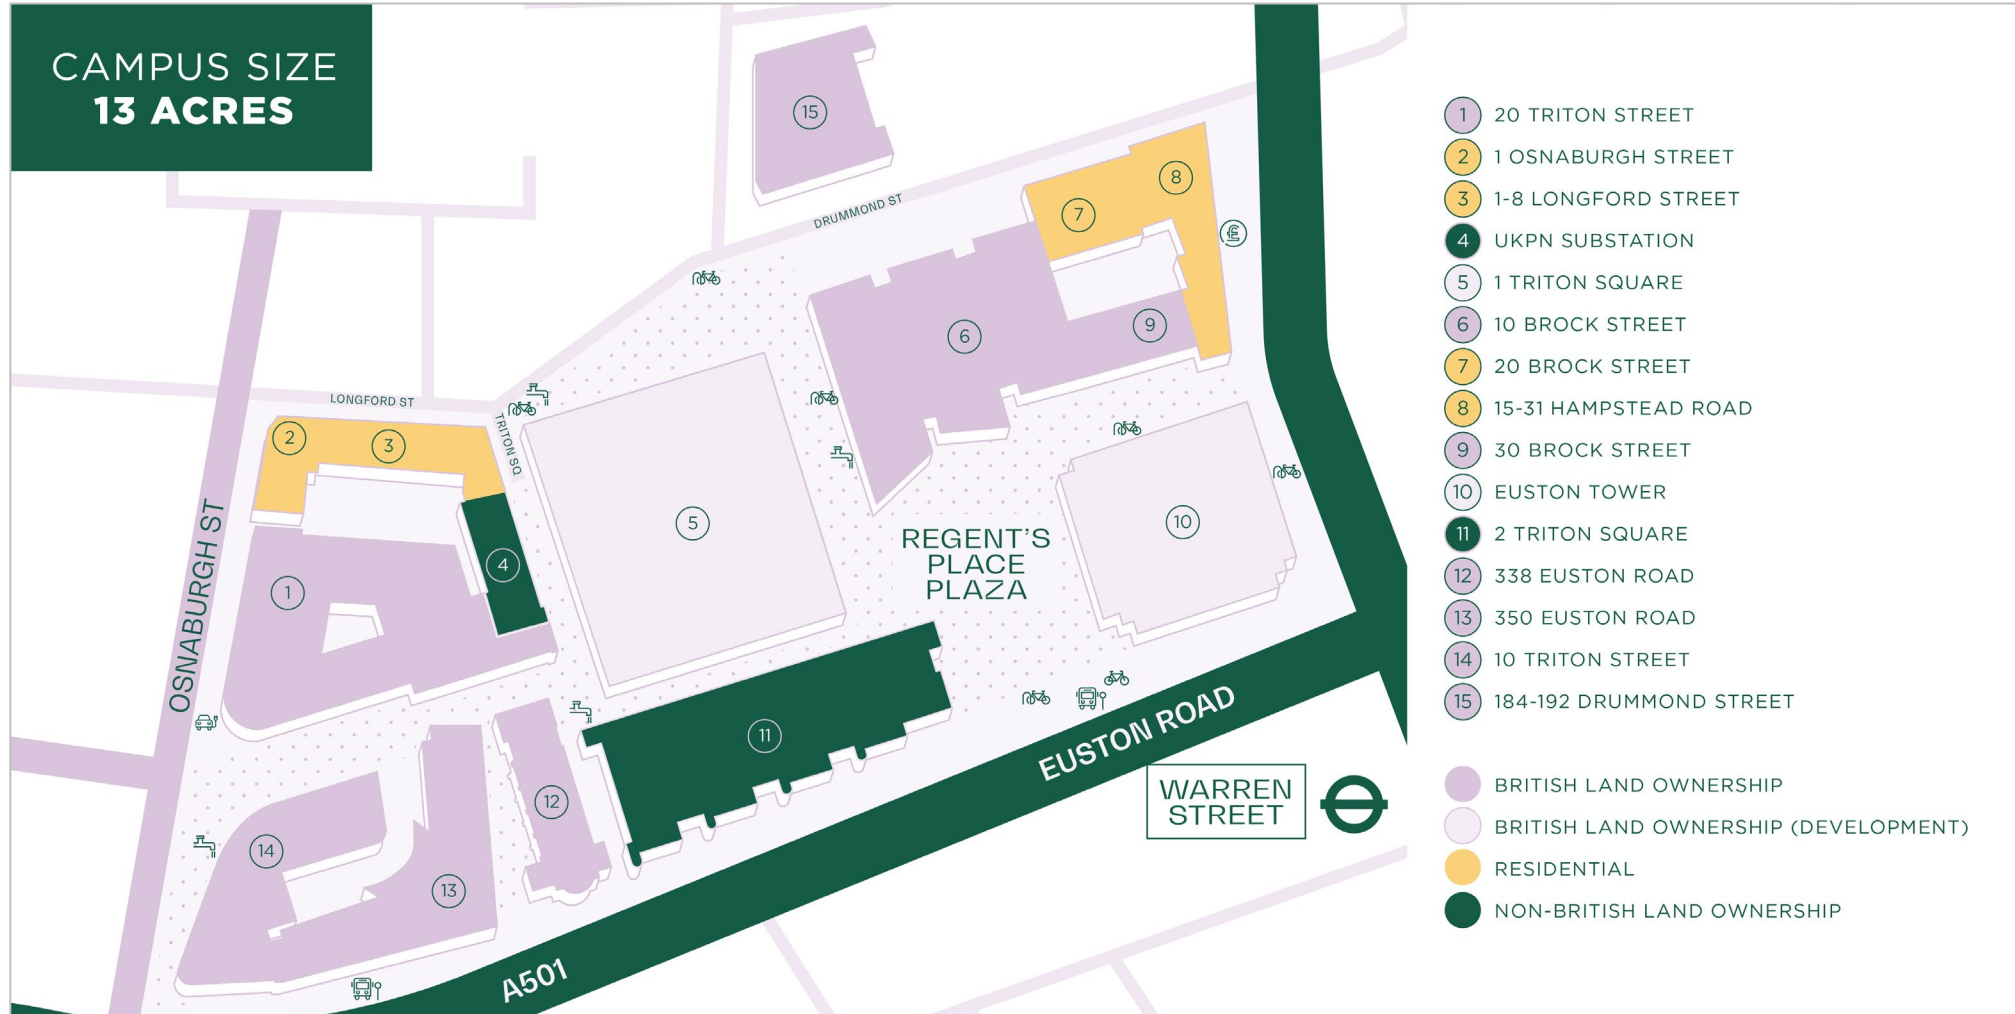 CAMPUS SIZE
13 ACRES
15
DRUMMOND ST
8
7
£
6
9
LONGFORD ST
2
3
TRITON SQ
5
10
REGENT'S
PLACE
PLAZA
4
1
OSNABURGH ST
11
12
14
13
EUSTON ROAD
WARREN
STREET
A501
1 20 TRITON STREET
2 1 OSNABURGH STREET
3 1-8 LONGFORD STREET
4 UKPN SUBSTATION
5 1 TRITON SQUARE
6 10 BROCK STREET
7 20 BROCK STREET
8 15-31 HAMPSTEAD ROAD
9 30 BROCK STREET
10 EUSTON TOWER
11 2 TRITON SQUARE
12 338 EUSTON ROAD
13 350 EUSTON ROAD
14 10 TRITON STREET
15 184-192 DRUMMOND STREET
BRITISH LAND OWNERSHIP
BRITISH LAND OWNERSHIP (DEVELOPMENT)
RESIDENTIAL
NON-BRITISH LAND OWNERSHIP